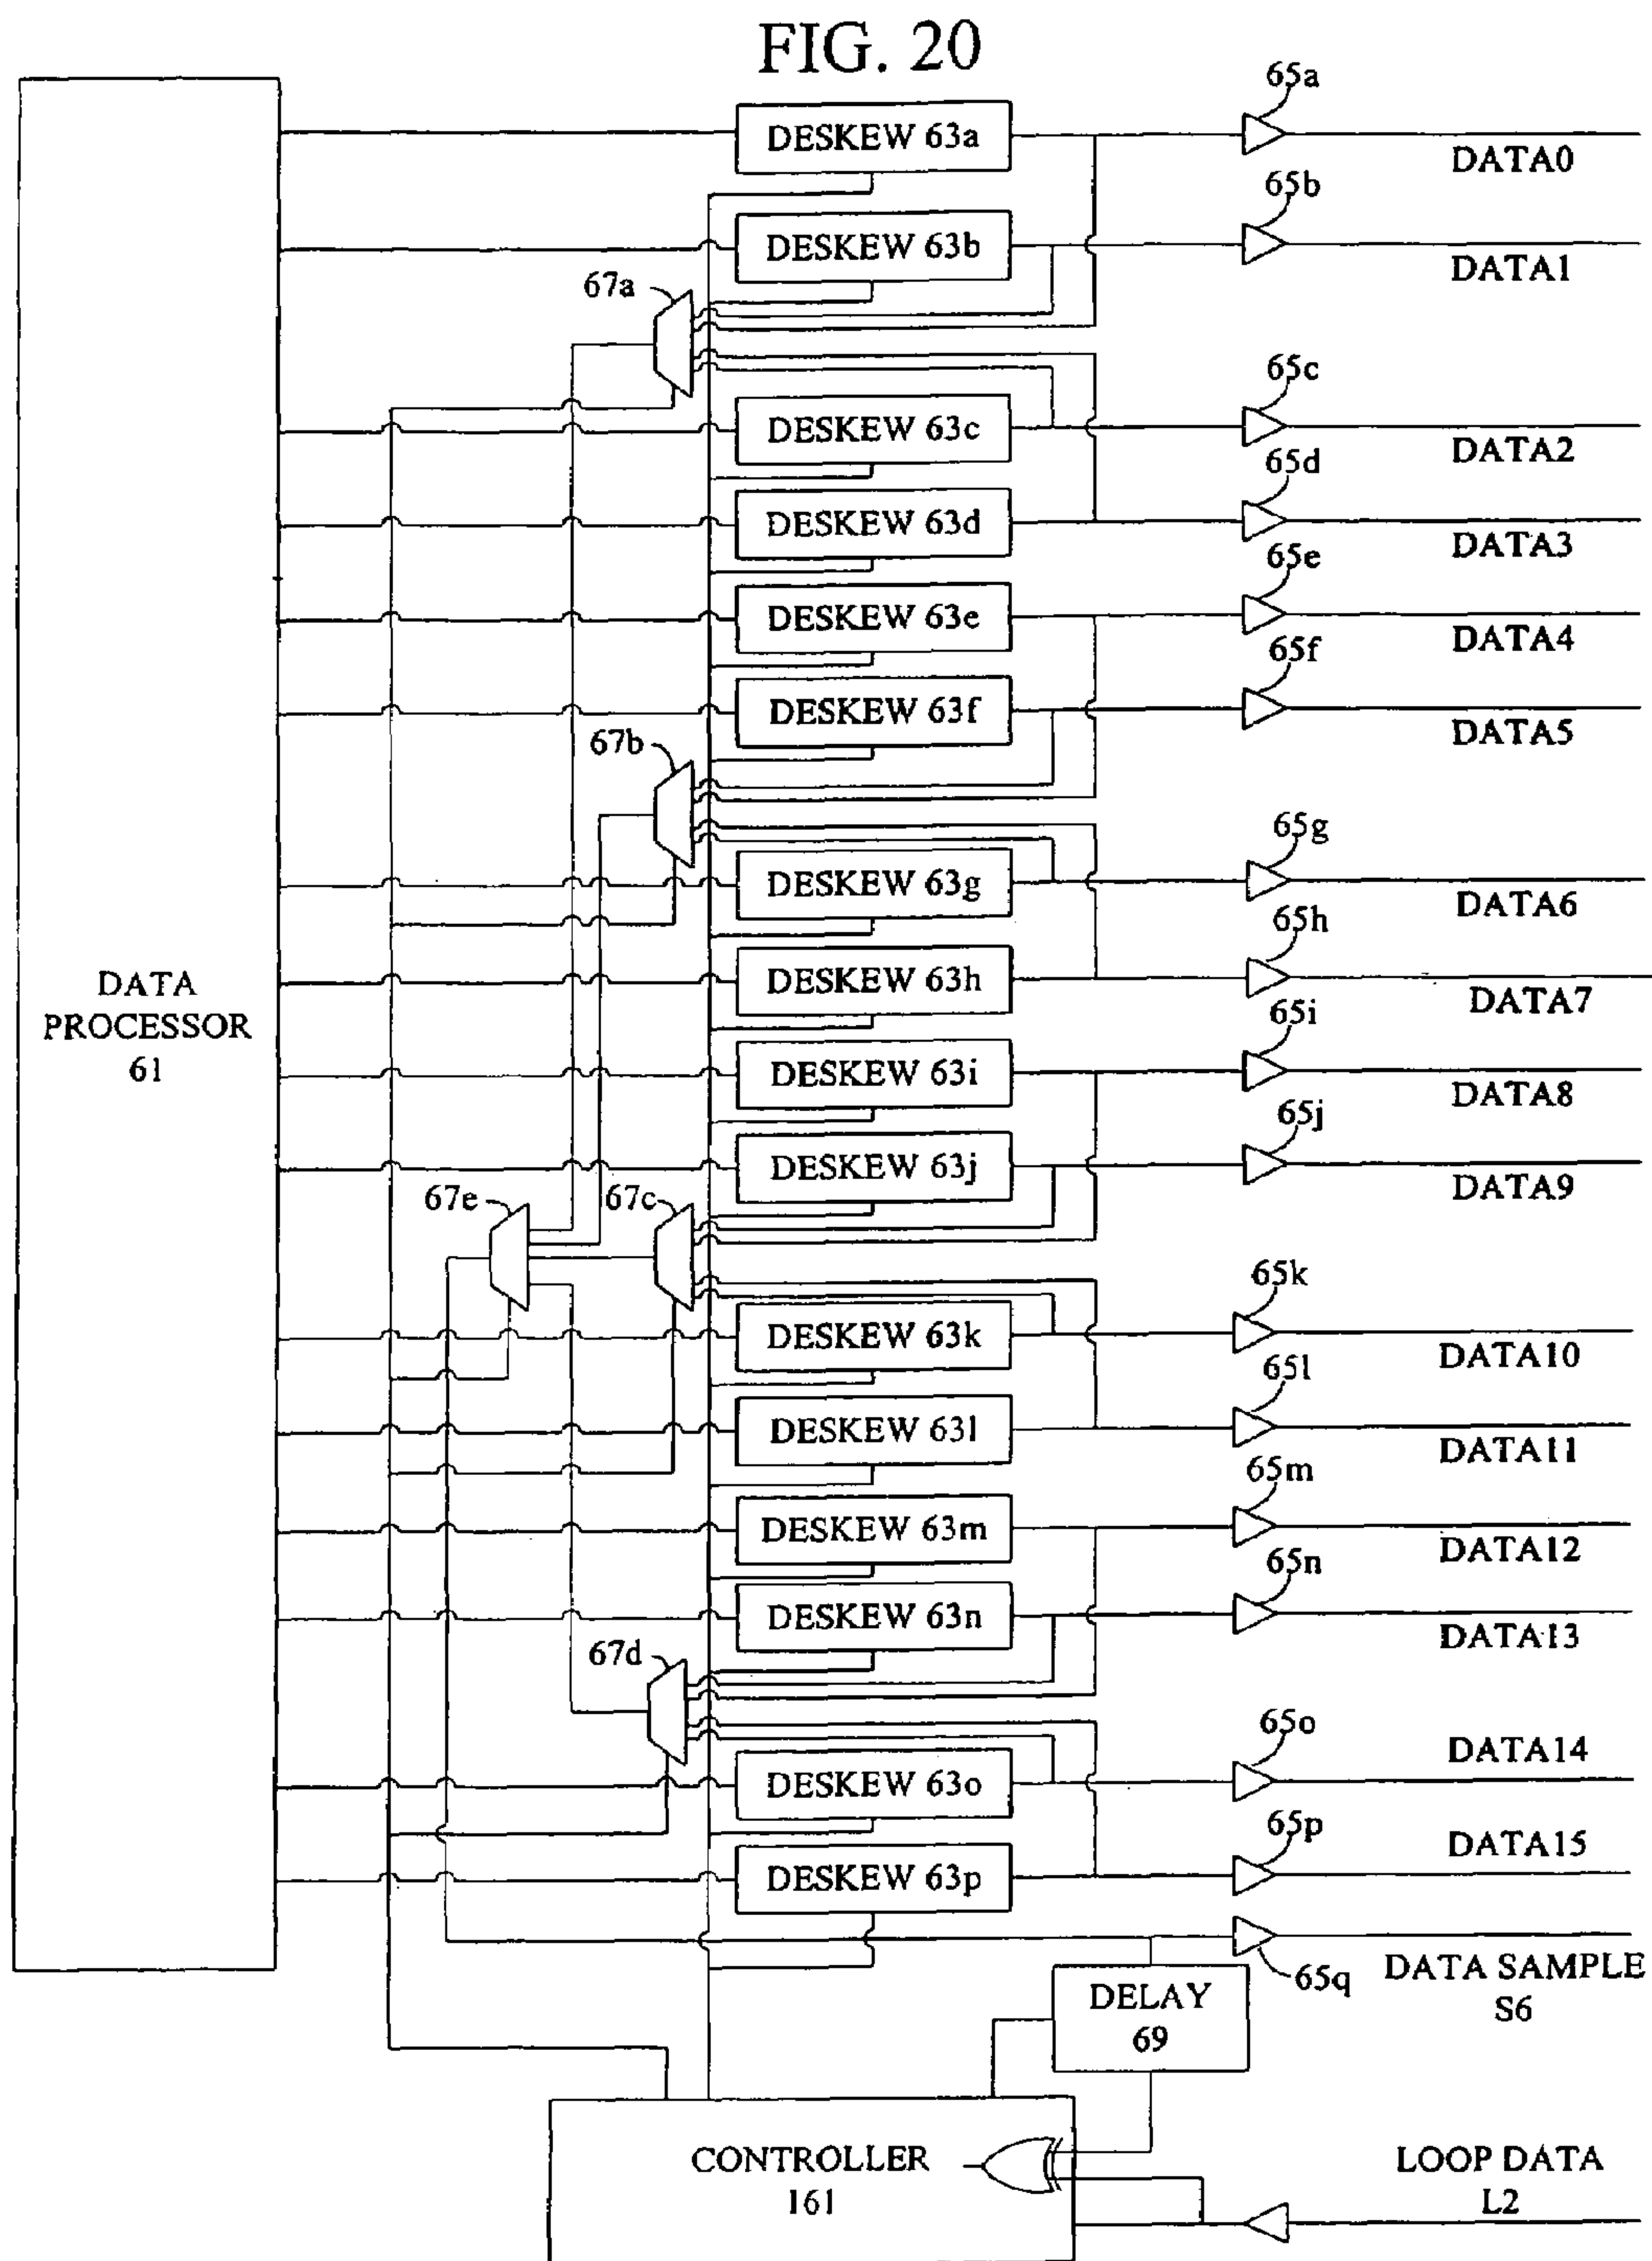 FIG. 20
65a
DESKEW 63a
DATA0
65b
DESKEW 63b
DATA1
67a
65c
DESKEW 63c
DATA2
65d
DESKEW 63d
DATA3
65e
DESKEW 63e
DATA4
65f
DESKEW 63f
DATA5
67b
65g
DESKEW 63g
DATA6
65h
DESKEW 63h
DATA7
DATA
PROCESSOR
61
65i
DESKEW 63i
DATA8
65j
DESKEW 63j
DATA9
67e
67c
65k
DESKEW 63k
DATA10
65l
DESKEW 63l
DATA11
65m
DESKEW 63m
DATA12
65n
DESKEW 63n
DATA13
67d
65o
DATA14
DESKEW 63o
65p
DATA15
DESKEW 63p
65q
DATA SAMPLE
S6
DELAY
69
CONTROLLER
161
LOOP DATA
L2